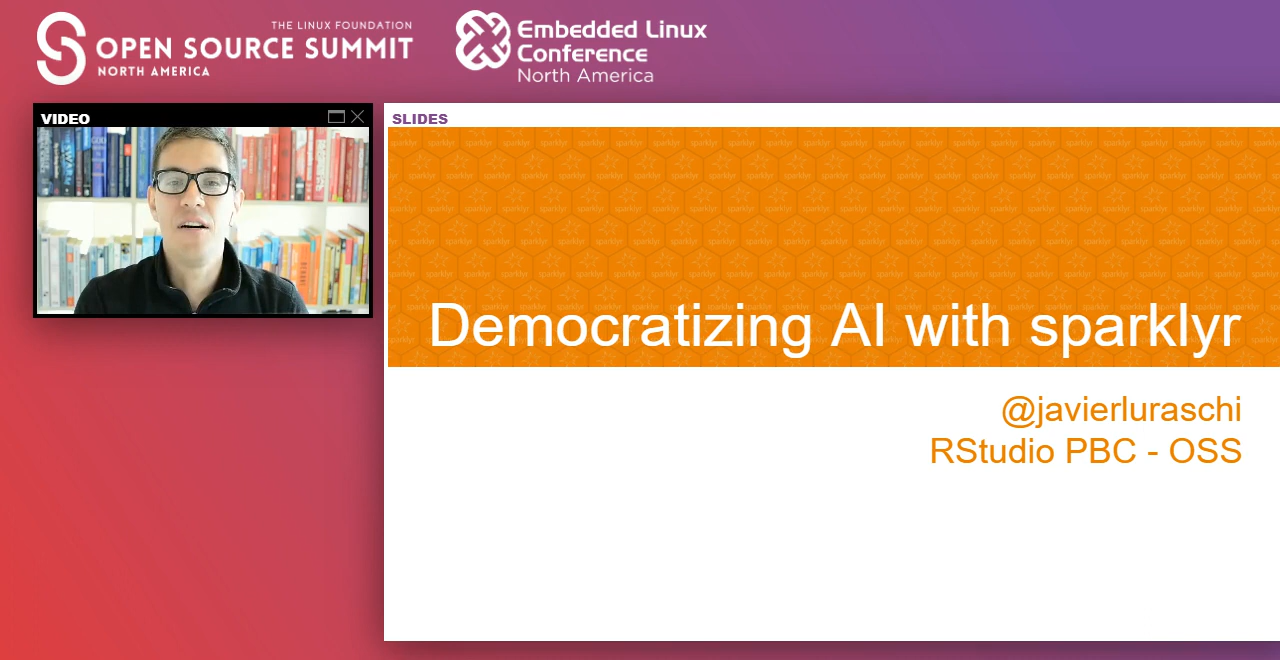 THE LINUX FOUNDATION
OPEN SOURCE SUMMIT
NORTH AMERICA
Embedded Linux
Conference
North America
VIDEO
SLIDES
Democratizing AI with sparklyr
@javierluraschi
RStudio PBC - OSS